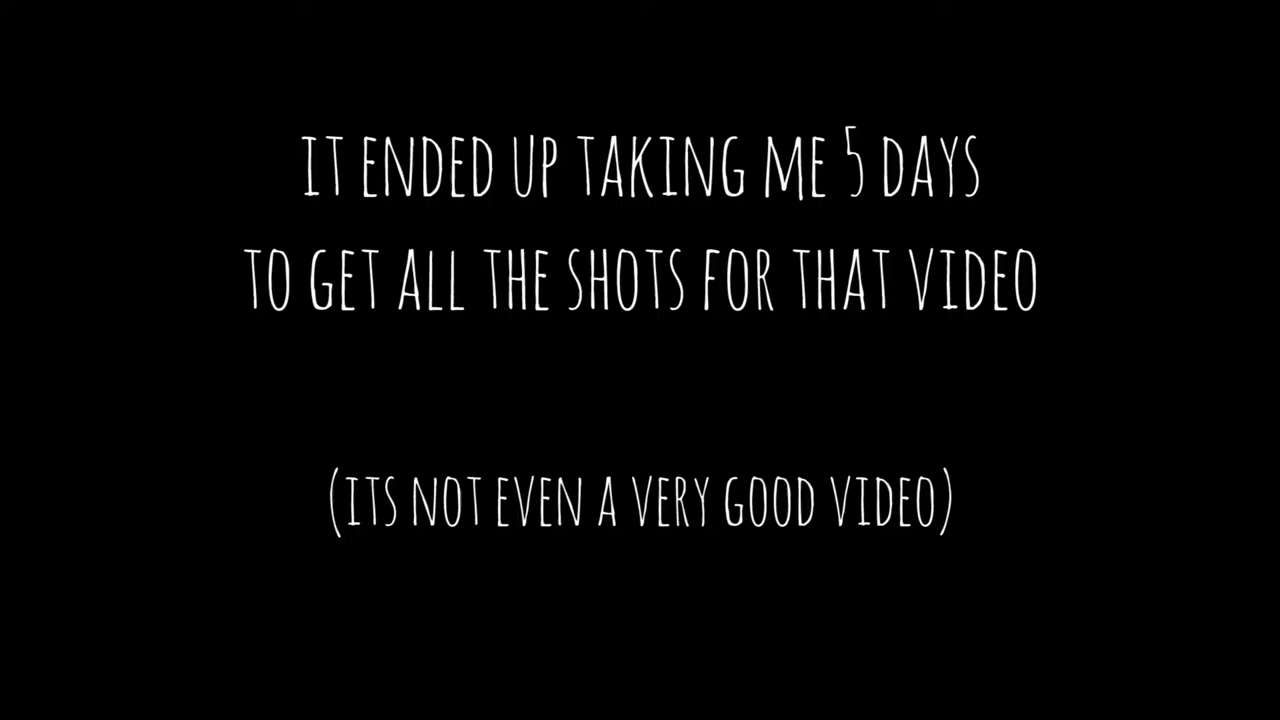 IT ENDED UP TAKING ME 5 DAYS
TO GET ALL THE SHOTS FOR THAT VIDEO
(ITS NOT EVEN A VERY GOOD VIDEO)